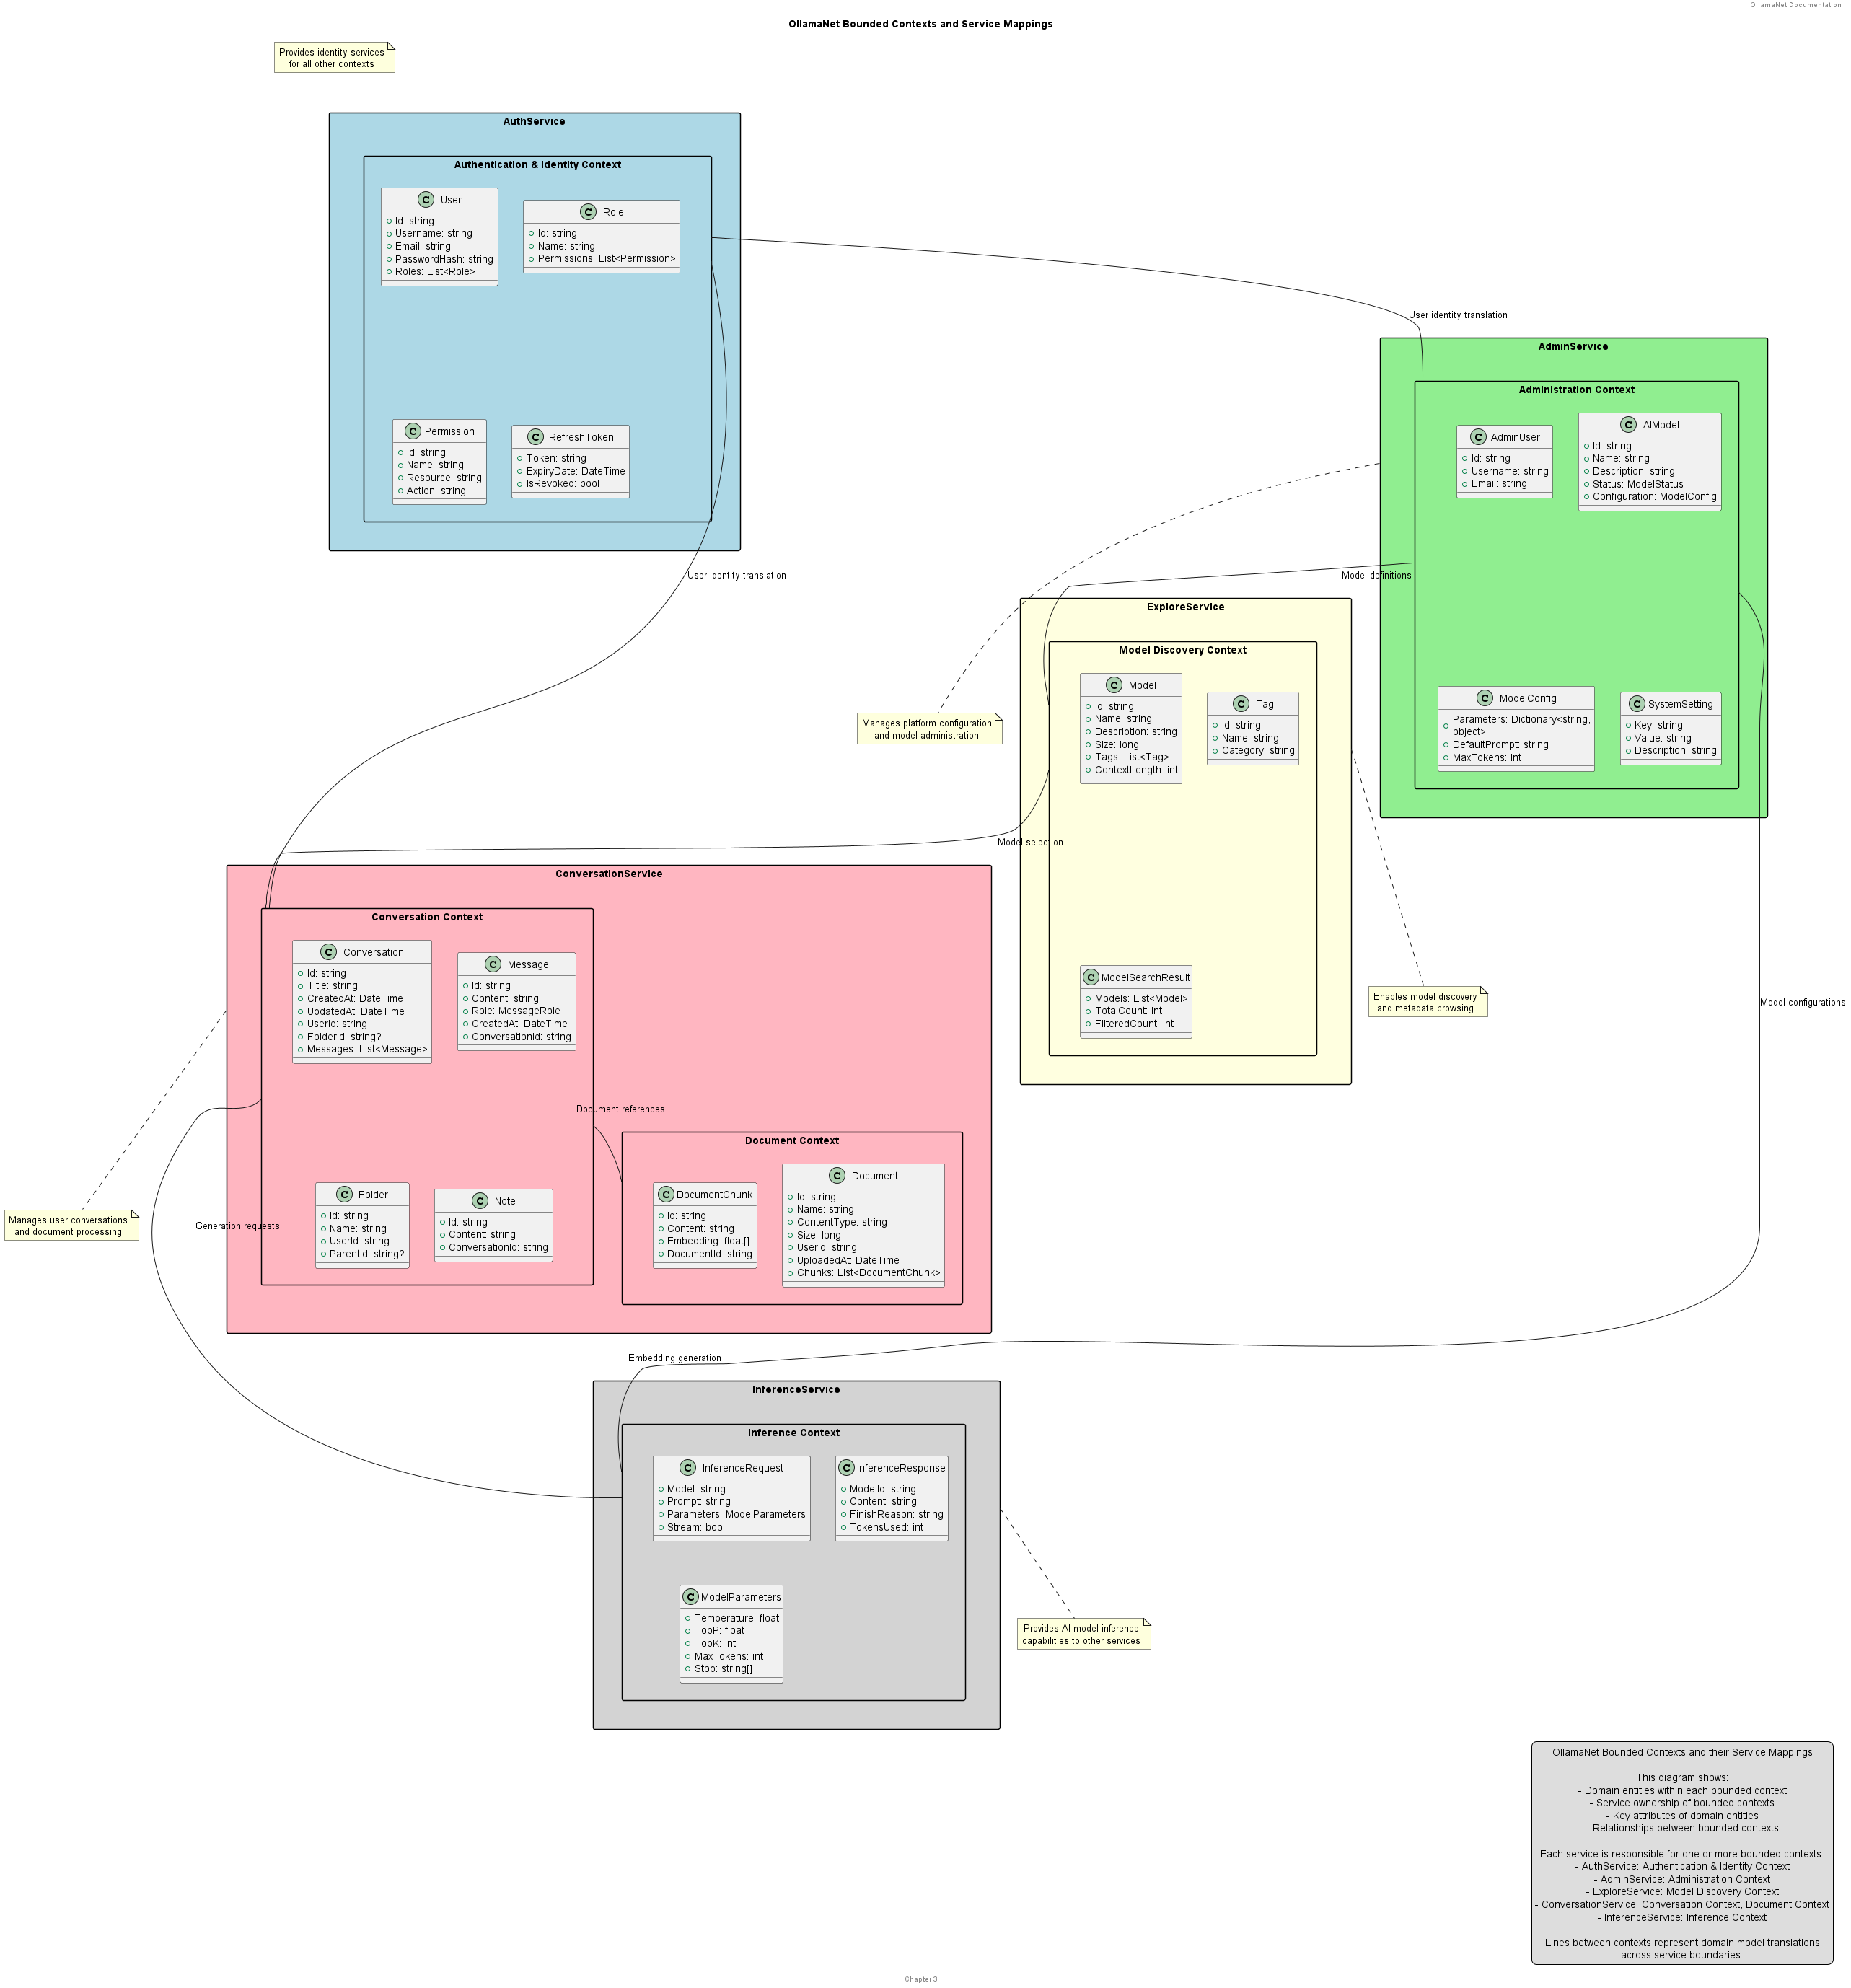 OllamaNet Documentation
OllamaNet Bounded Contexts and Service Mappings
Provides identity services
for all other contexts
AuthService
Authentication & Identity Context
C User
Id: string
Username: string
Email: string
PasswordHash: string
Roles: List<Role>
C Role
Id: string
Name: string
Permissions: List<Permission>
C Permission
Id: string
Name: string
Resource: string
Action: string
C RefreshToken
Token: string
ExpiryDate: DateTime
IsRevoked: bool
User identity translation
User identity translation
AdminService
Administration Context
C AdminUser
Id: string
Username: string
Email: string
C AIModel
Id: string
Name: string
Description: string
Status: ModelStatus
Configuration: ModelConfig
C ModelConfig
Parameters: Dictionary<string,
object>
DefaultPrompt: string
MaxTokens: int
C SystemSetting
Key: string
Value: string
Description: string
Model definitions
Manages platform configuration
and model administration
ExploreService
Model Discovery Context
C Model
Id: string
Name: string
Description: string
Size: long
Tags: List<Tag>
ContextLength: int
C Tag
Id: string
Name: string
Category: string
C ModelSearchResult
Models: List<Model>
TotalCount: int
FilteredCount: int
Model selection
Enables model discovery
and metadata browsing
Model configurations
ConversationService
Conversation Context
C Conversation
Id: string
Title: string
CreatedAt: DateTime
UpdatedAt: DateTime
UserId: string
FolderId: string?
Messages: List<Message>
C Message
Id: string
Content: string
Role: MessageRole
CreatedAt: DateTime
ConversationId: string
C Folder
Id: string
Name: string
UserId: string
ParentId: string?
C Note
Id: string
Content: string
ConversationId: string
Document references
Document Context
C DocumentChunk
Id: string
Content: string
Embedding: float[]
DocumentId: string
C Document
Id: string
Name: string
ContentType: string
Size: long
UserId: string
UploadedAt: DateTime
Chunks: List<DocumentChunk>
Manages user conversations
and document processing
Generation requests
Embedding generation
InferenceService
Inference Context
C InferenceRequest
Model: string
Prompt: string
Parameters: ModelParameters
Stream: bool
C InferenceResponse
ModelId: string
Content: string
FinishReason: string
TokensUsed: int
C ModelParameters
Temperature: float
TopP: float
TopK: int
MaxTokens: int
Stop: string[]
Provides AI model inference
capabilities to other services
OllamaNet Bounded Contexts and their Service Mappings
This diagram shows:
- Domain entities within each bounded context
- Service ownership of bounded contexts
- Key attributes of domain entities
- Relationships between bounded contexts
Each service is responsible for one or more bounded contexts:
- AuthService: Authentication & Identity Context
- AdminService: Administration Context
- ExploreService: Model Discovery Context
- ConversationService: Conversation Context, Document Context
- InferenceService: Inference Context
Lines between contexts represent domain model translations
across service boundaries.
Chapter 3